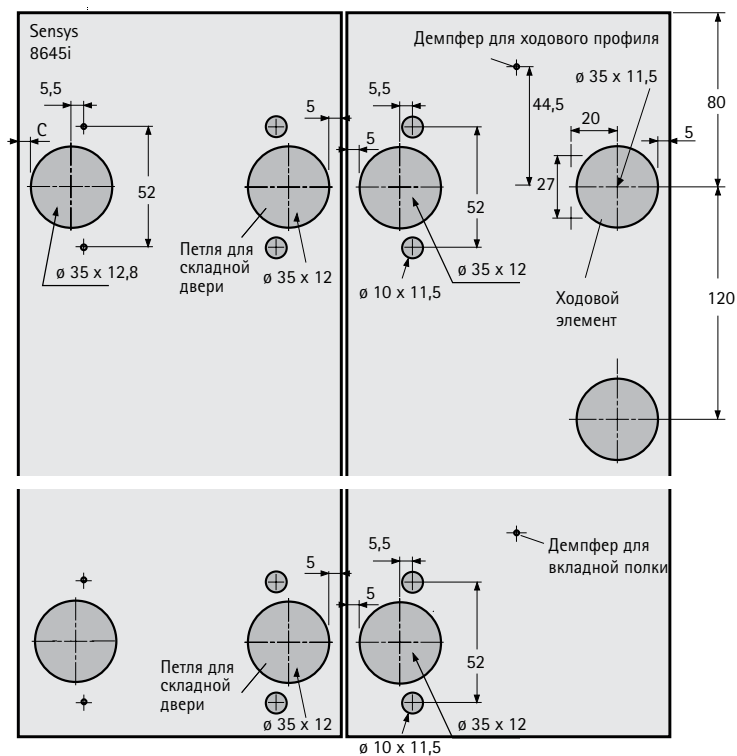 Sensys
8645i
Демпфер для ходового профиля
ø 35 x 11,5
5,5
5
5,5
44,5
80
C
5
20
5
52
52
27
Петля для
складной
двери
ø 35 x 12,8
ø 35 x 12
ø 35 x 12
ø 10 x 11,5
Ходовой
элемент
120
5,5
Демпфер для
вкладной полки
5
5
52
Петля для
складной
двери
ø 35 x 12
ø 35 x 12
ø 10 x 11,5